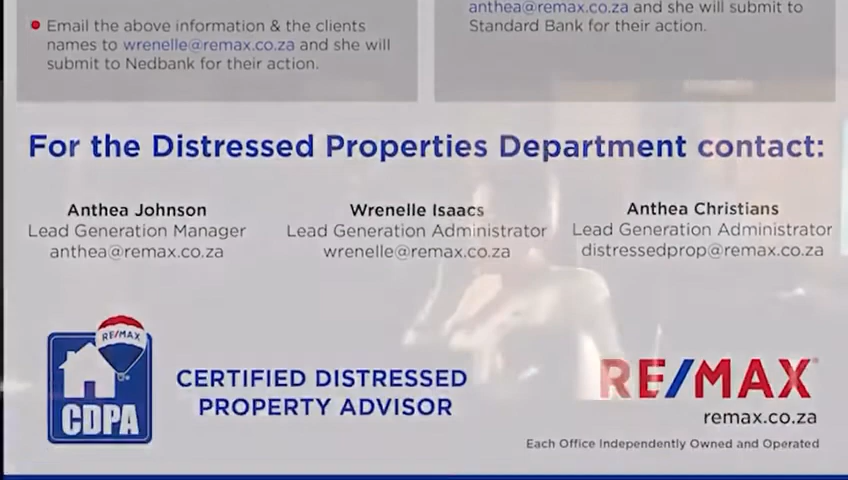 Email the above information & the clients
names to wrenelle@remax.co.za and she will
submit to Nedbank for their action.
anthea@remax.co.za and she will submit to
Standard Bank for their action.
For the Distressed Properties Department contact:
Anthea Johnson
Lead Generation Manager
anthea@remax.co.za
Wrenelle Isaacs
Lead Generation Administrator
wrenelle@remax.co.za
Anthea Christians
Lead Generation Administrator
distressedprop@remax.co.za
RE/MAX
CDPA
CERTIFIED DISTRESSED
PROPERTY ADVISOR
RE/MAX
remax.co.za
Each Office Independently Owned and Operated